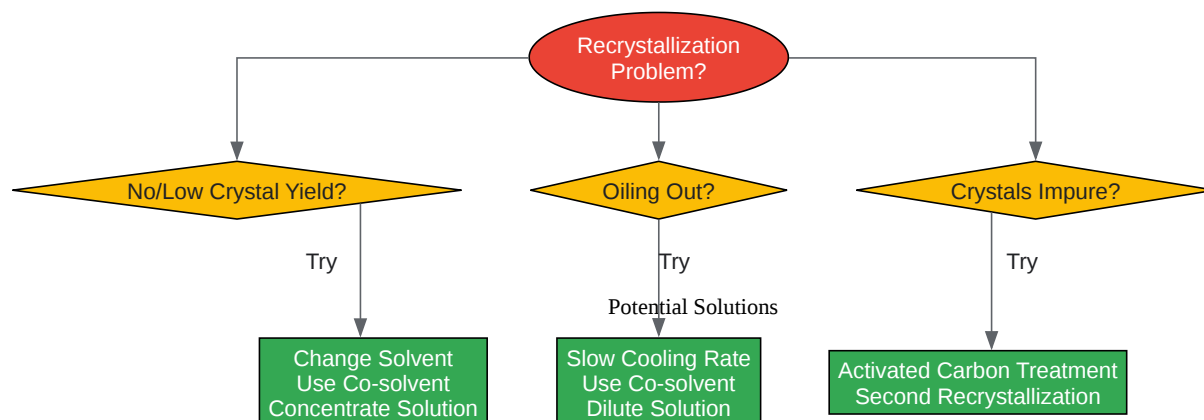 Recrystallization
Problem?
No/Low Crystal Yield?
Oiling Out?
Crystals Impure?
Try
Try
Try
Potential Solutions
Change Solvent
Use Co-solvent
Concentrate Solution
Slow Cooling Rate
Use Co-solvent
Dilute Solution
Activated Carbon Treatment
Second Recrystallization